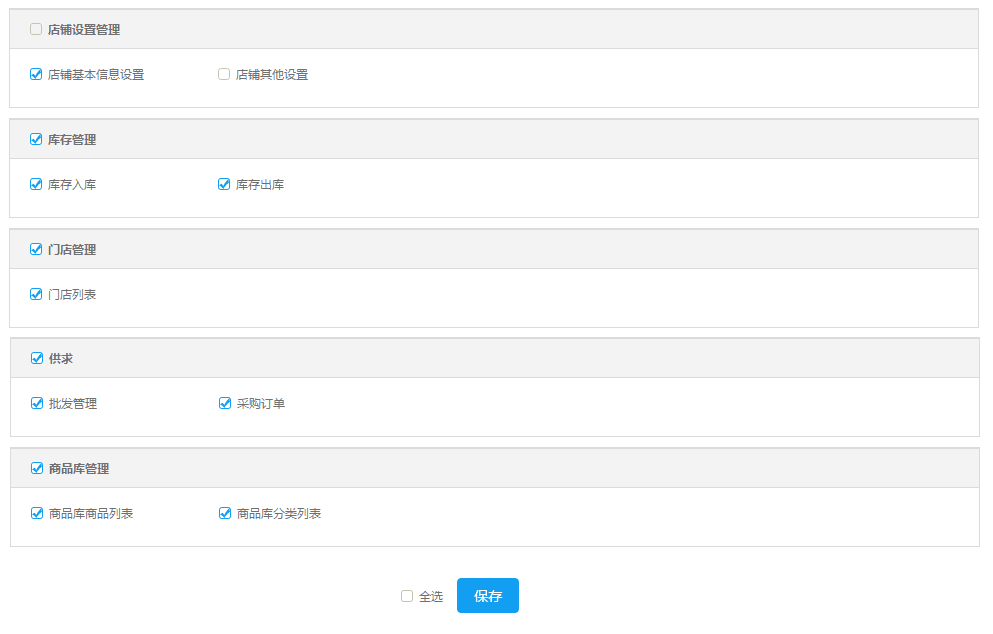 店铺设置管理
店铺基本信息设置 店铺其他设置
库存管理
库存入库 库存出库
门店管理
门店列表
供求
批发管理 采购订单
商品库管理
商品库商品列表 商品库分类列表
全选 保存